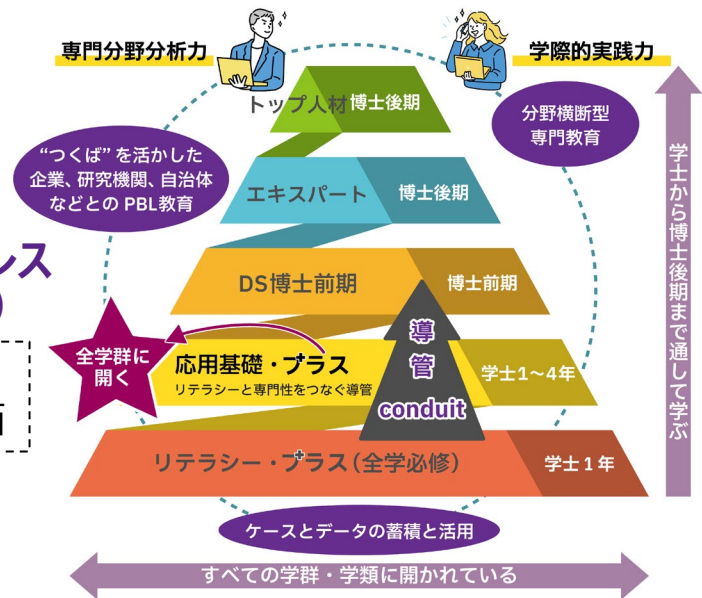 専門分野分析力
学際的実践力
トップ人材
博士後期
分野横断型
専門教育
“つくば”を活かした
企業、研究機関、自治体
などとの PBL教育
エキスパート
博士後期
ンス
)
DS博士前期
博士前期
全学群に
開く
応用基礎・プラス
リテラシーと専門性をつなぐ導管
導
管
conduit
学士1~4年
リテラシー・プラス(全学必修)
学士1年
ケースとデータの蓄積と活用
すべての学群・学類に開かれている
学士から博士後期まで通して学ぶ